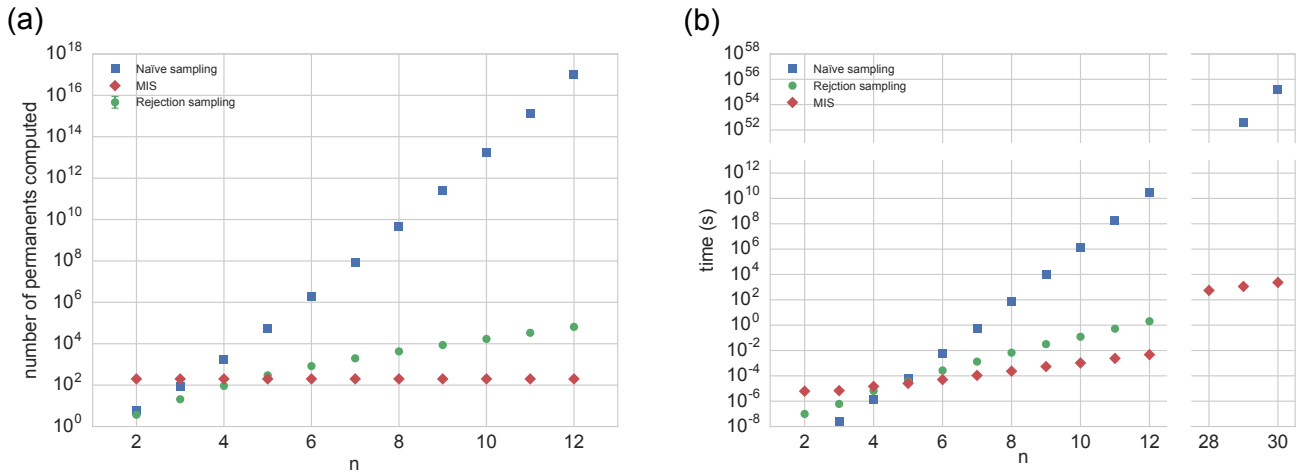 (a)
number of permanents computed
10^18
10^16
10^14
10^12
10^10
10^8
10^6
10^4
10^2
10^0
Naïve sampling
MIS
Rejection sampling
2 4 6 8 10 12
n
(b)
time (s)
10^58
10^56
10^54
10^52
10^12
10^10
10^8
10^6
10^4
10^2
10^0
10^-2
10^-4
10^-6
10^-8
Naïve sampling
Rejction sampling
MIS
2 4 6 8 10 12 28 29 30
n